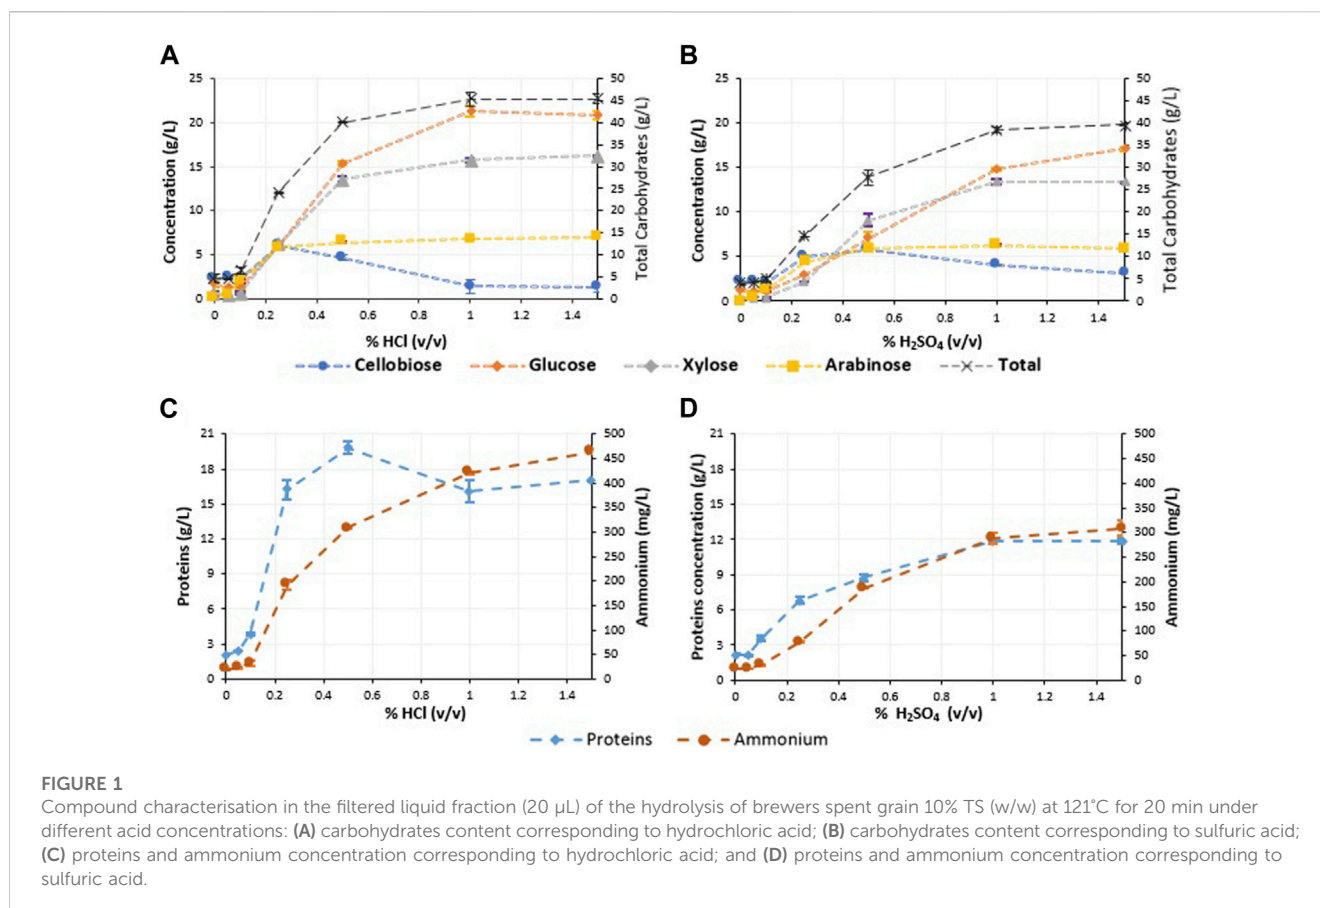 A
B
25
20
15
10
5
0
Concentration (g/L)
50
45
40
35
30
25
20
15
10
5
0
Total Carbohydrates (g/L)
0 0.2 0.4 0.6 0.8 1 1.2 1.4
% HCl (v/v)
25
20
15
10
5
0
Concentration (g/L)
50
45
40
35
30
25
20
15
10
5
0
Total Carbohydrates (g/L)
0 0.2 0.4 0.6 0.8 1 1.2 1.4
% H₂SO₄ (v/v)
Cellobiose Glucose Xylose Arabinose Total
C
D
21
18
15
12
9
6
3
0
Proteins (g/L)
500
450
400
350
300
250
200
150
100
50
0
Ammonium (mg/L)
0 0.2 0.4 0.6 0.8 1 1.2 1.4
% HCl (v/v)
21
18
15
12
9
6
3
0
Proteins concentration (g/L)
500
450
400
350
300
250
200
150
100
50
0
Ammonium (mg/L)
0 0.2 0.4 0.6 0.8 1 1.2 1.4
% H₂SO₄ (v/v)
Proteins Ammonium
FIGURE 1
Compound characterisation in the filtered liquid fraction (20 µL) of the hydrolysis of brewers spent grain 10% TS (w/w) at 121°C for 20 min under
different acid concentrations: (A) carbohydrates content corresponding to hydrochloric acid; (B) carbohydrates content corresponding to sulfuric acid;
(C) proteins and ammonium concentration corresponding to hydrochloric acid; and (D) proteins and ammonium concentration corresponding to
sulfuric acid.